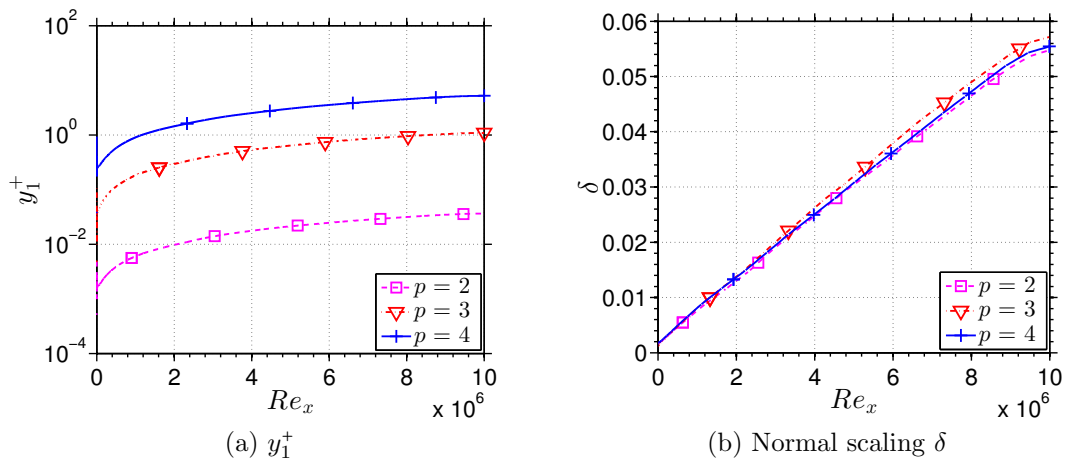 10^2
10^0
10^−2
10^−4
y_1^+
0 2 4 6 8 10
Re_x
x 10^6
p = 2
p = 3
p = 4
(a) y_1^+
0.06
0.05
0.04
0.03
0.02
0.01
0
δ
0 2 4 6 8 10
Re_x
x 10^6
p = 2
p = 3
p = 4
(b) Normal scaling δ